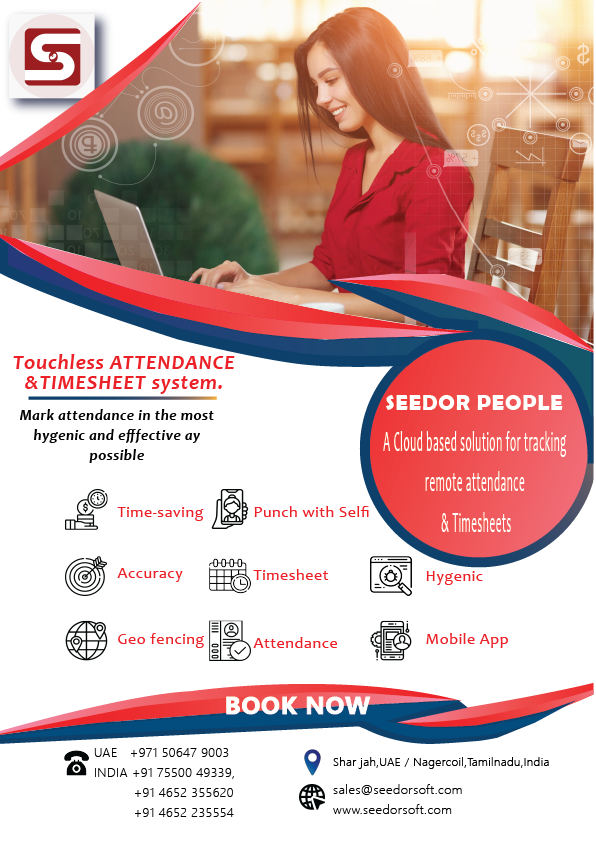 Touchless ATTENDANCE
&TIMESHEET system.
Mark attendance in the most
hygenic and efffective ay
possible
SEEDOR PEOPLE
A Cloud based solution for tracking
remote attendance
& Timesheets
Time-saving
Punch with Selfi
Accuracy
Timesheet
Hygenic
Geo fencing
Attendance
Mobile App
BOOK NOW
UAE +971 50647 9003
INDIA +91 75500 49339,
+91 4652 355620
+91 4652 235554
Shar jah,UAE / Nagercoil,Tamilnadu,India
sales@seedorsoft.com
www.seedorsoft.com